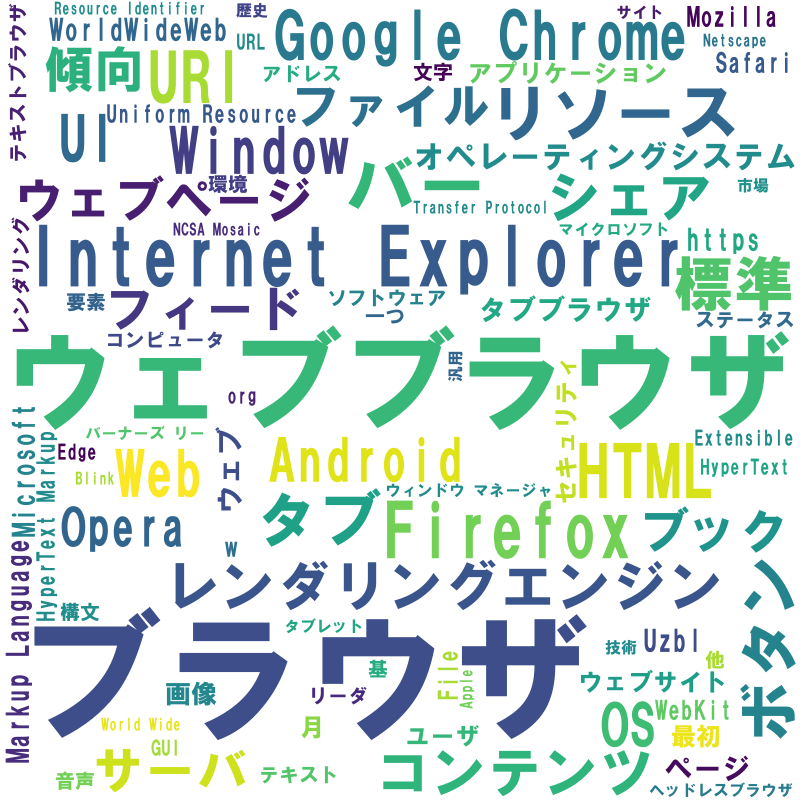 Resource Identifier
歴史
サイト
Mozilla
WorldWideWeb
URL
Google Chrome
Netscape
Safari
テキストブラウザ
傾向
URI
アドレス
文字
アプリケーション
Uniform Resource
ファイル
リソース
UI
Window
オペレーティングシステム
ウェブページ
環境
バー
シェア
市場
Transfer Protocol
レンダリング
NCSA Mosaic
マイクロソフト
Internet Explorer
https
標準
要素
フィード
ソフトウェア
一つ
タブブラウザ
ステータス
コンピュータ
ウェブブラウザ
汎用
org
セキュリティ
Microsoft
HyperText Markup
バーナーズ リー
Edge
Blink
Web
ウェブ
Android
HTML
Extensible
HyperText
ウィンドウ マネージャ
Opera
w
タブ
Firefox
ブック
Markup Language
レンダリングエンジン
ボタン
構文
ブラウザ
タブレット
技術
Uzbl
他
基
File
Apple
画像
リーダ
ウェブサイト
World Wide
月
OS
WebKit
GUI
ユーザ
最初
音声
サーバ
テキスト
コンテンツ
ページ
ヘッドレスブラウザ